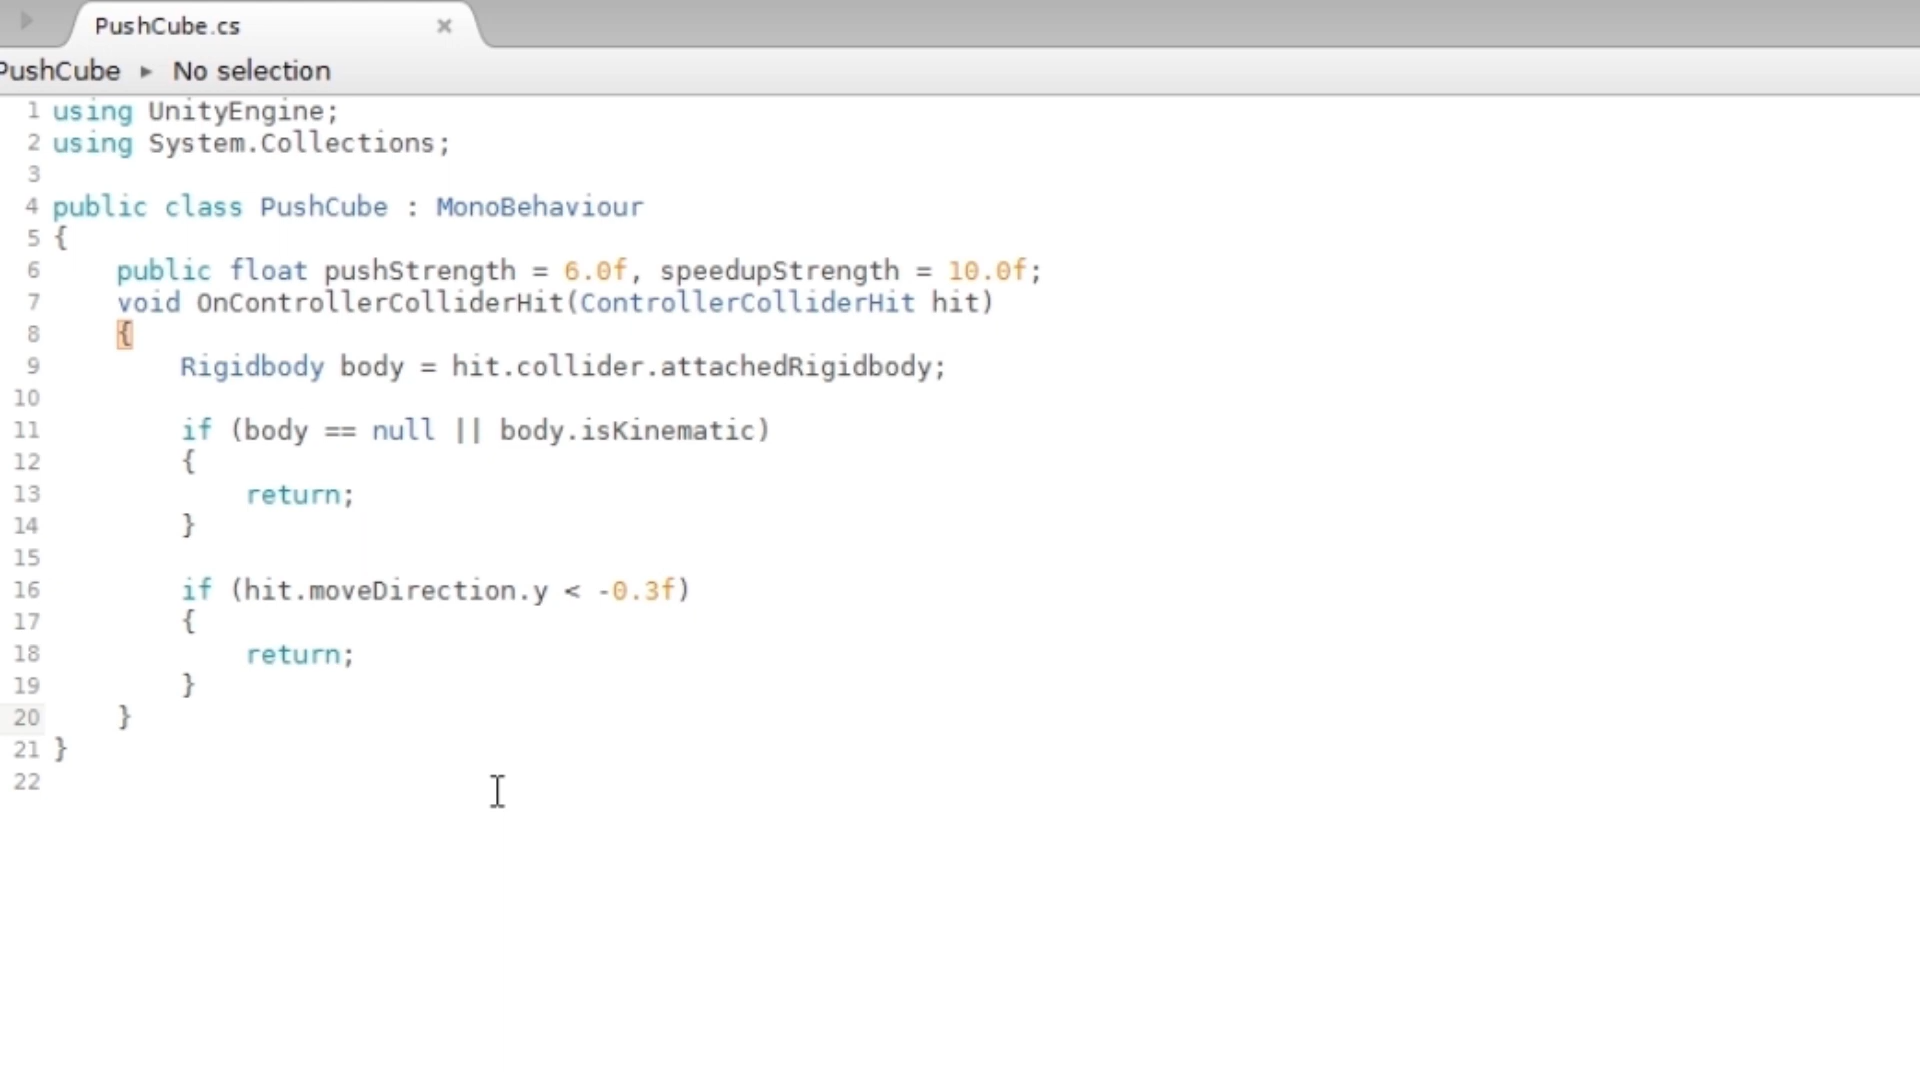 PushCube.cs ×
PushCube ▸ No selection
1 using UnityEngine;
2 using System.Collections;
3
4 public class PushCube : MonoBehaviour
5 {
6     public float pushStrength = 6.0f, speedupStrength = 10.0f;
7     void OnControllerColliderHit(ControllerColliderHit hit)
8     {
9         Rigidbody body = hit.collider.attachedRigidbody;
10
11         if (body == null || body.isKinematic)
12         {
13             return;
14         }
15
16         if (hit.moveDirection.y < -0.3f)
17         {
18             return;
19         }
20     }
21 }
22